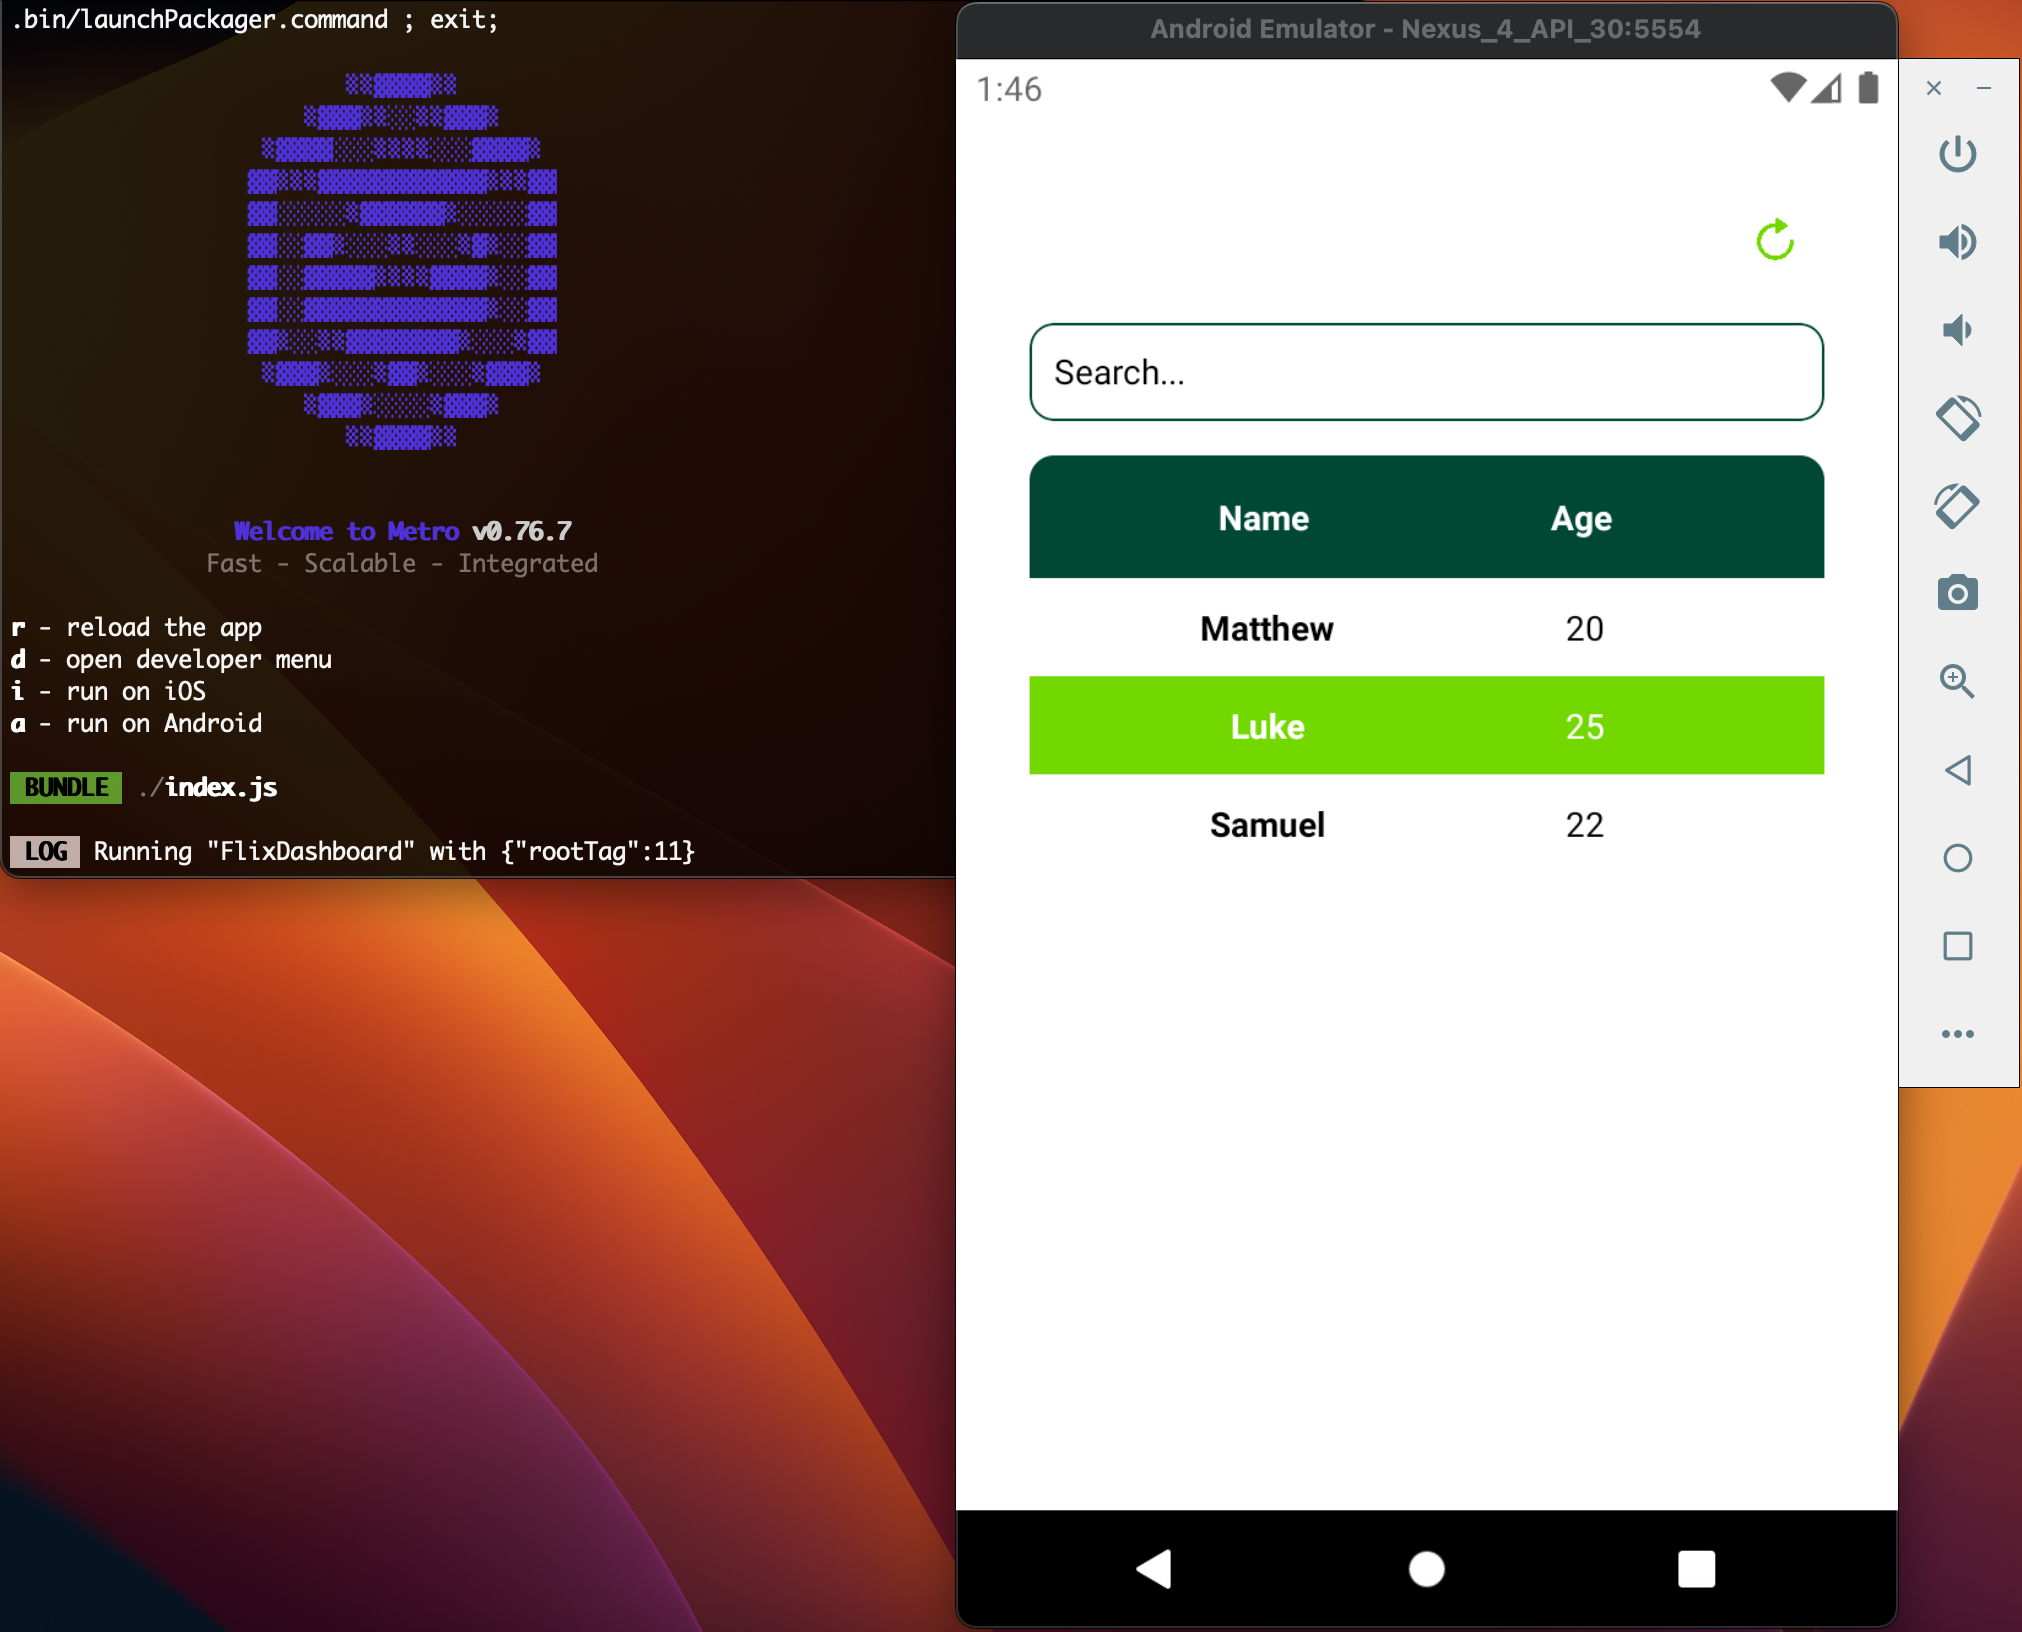 .bin/launchPackager.command ; exit;
Welcome to Metro v0.76.7
Fast - Scalable - Integrated
r - reload the app
d - open developer menu
i - run on iOS
a - run on Android
BUNDLE ./index.js
LOG Running "FlixDashboard" with {"rootTag":11}
Android Emulator - Nexus_4_API_30:5554
1:46
Search...
Name Age
Matthew 20
Luke 25
Samuel 22